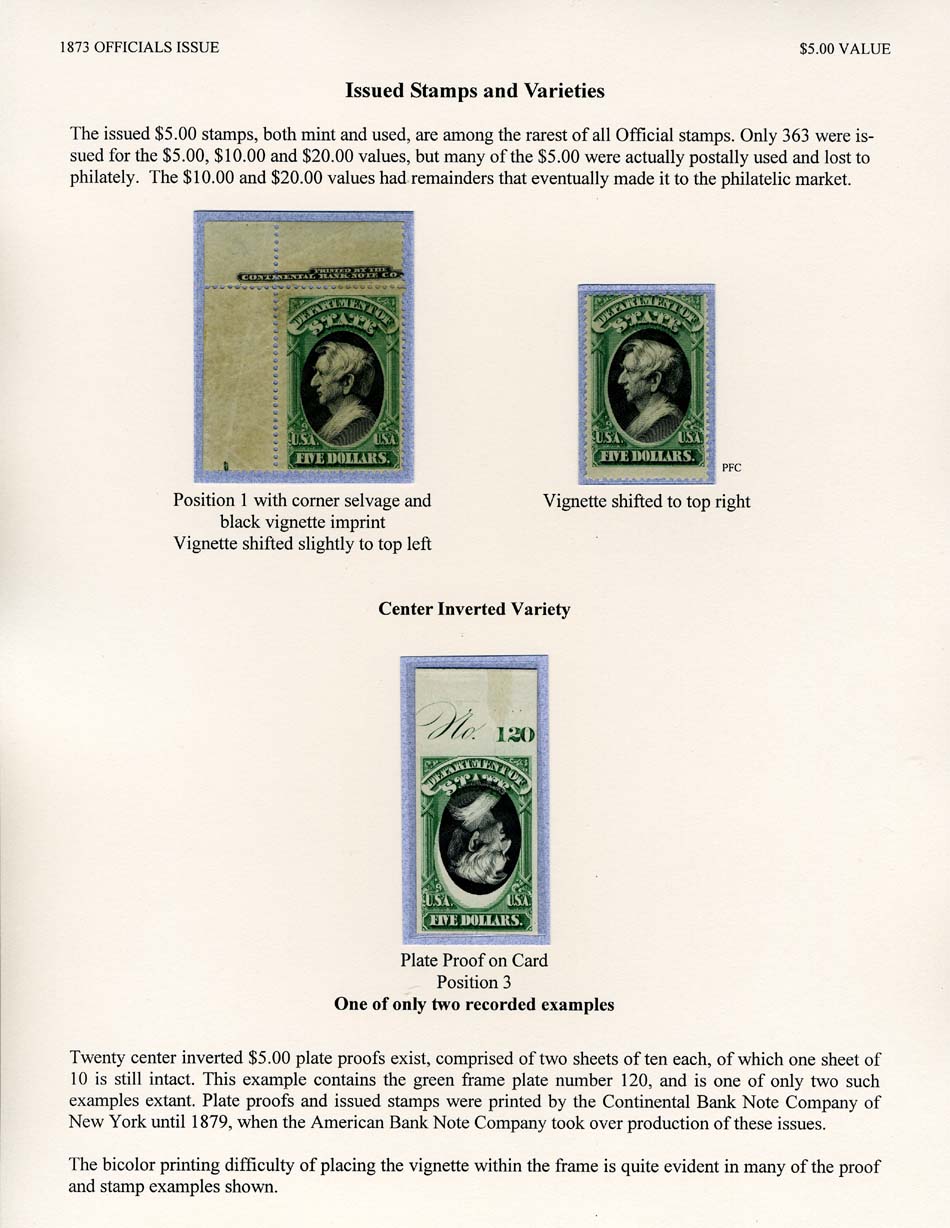 1873 OFFICIALS ISSUE
$5.00 VALUE
Issued Stamps and Varieties
The issued $5.00 stamps, both mint and used, are among the rarest of all Official stamps. Only 363 were is-
sued for the $5.00, $10.00 and $20.00 values, but many of the $5.00 were actually postally used and lost to
philately. The $10.00 and $20.00 values had remainders that eventually made it to the philatelic market.
PRINTED BY THE
CONTINENTAL BANK NOTE CO.
DEPARTMENT OF
STATE
U.S.A. U.S.A.
FIVE DOLLARS.
DEPARTMENT OF
STATE
U.S.A. U.S.A.
FIVE DOLLARS.
PFC
Position 1 with corner selvage and
black vignette imprint
Vignette shifted slightly to top left
Vignette shifted to top right
Center Inverted Variety
No. 120
DEPARTMENT OF
STATE
U.S.A. U.S.A.
FIVE DOLLARS.
Plate Proof on Card
Position 3
One of only two recorded examples
Twenty center inverted $5.00 plate proofs exist, comprised of two sheets of ten each, of which one sheet of
10 is still intact. This example contains the green frame plate number 120, and is one of only two such
examples extant. Plate proofs and issued stamps were printed by the Continental Bank Note Company of
New York until 1879, when the American Bank Note Company took over production of these issues.
The bicolor printing difficulty of placing the vignette within the frame is quite evident in many of the proof
and stamp examples shown.